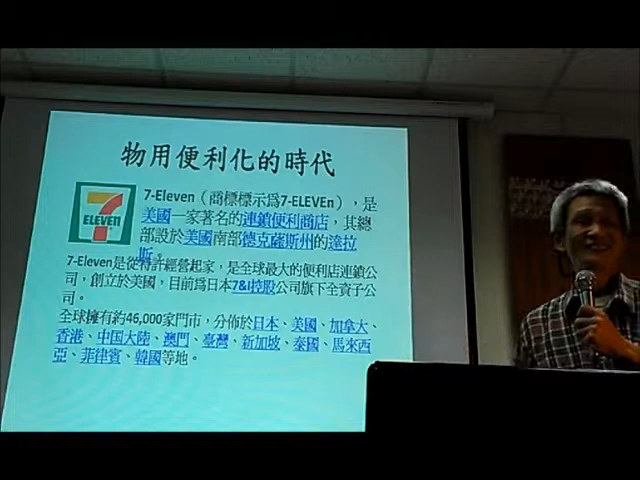 物用便利化的時代
7
ELEVEn
7-Eleven（商標標示爲7-ELEVEn），是
美國一家著名的連鎖便利商店，其總
部設於美國南部德克薩斯州的達拉
斯。
7-Eleven是從特許經營起家，是全球最大的便利店連鎖公
司，創立於美國，目前爲日本7&I控股公司旗下全資子公
司。
全球擁有約46,000家門市，分佈於日本、美國、加拿大、
香港、中国大陸、澳門、臺灣、新加坡、泰國、馬來西
亞、菲律賓、韓國等地。